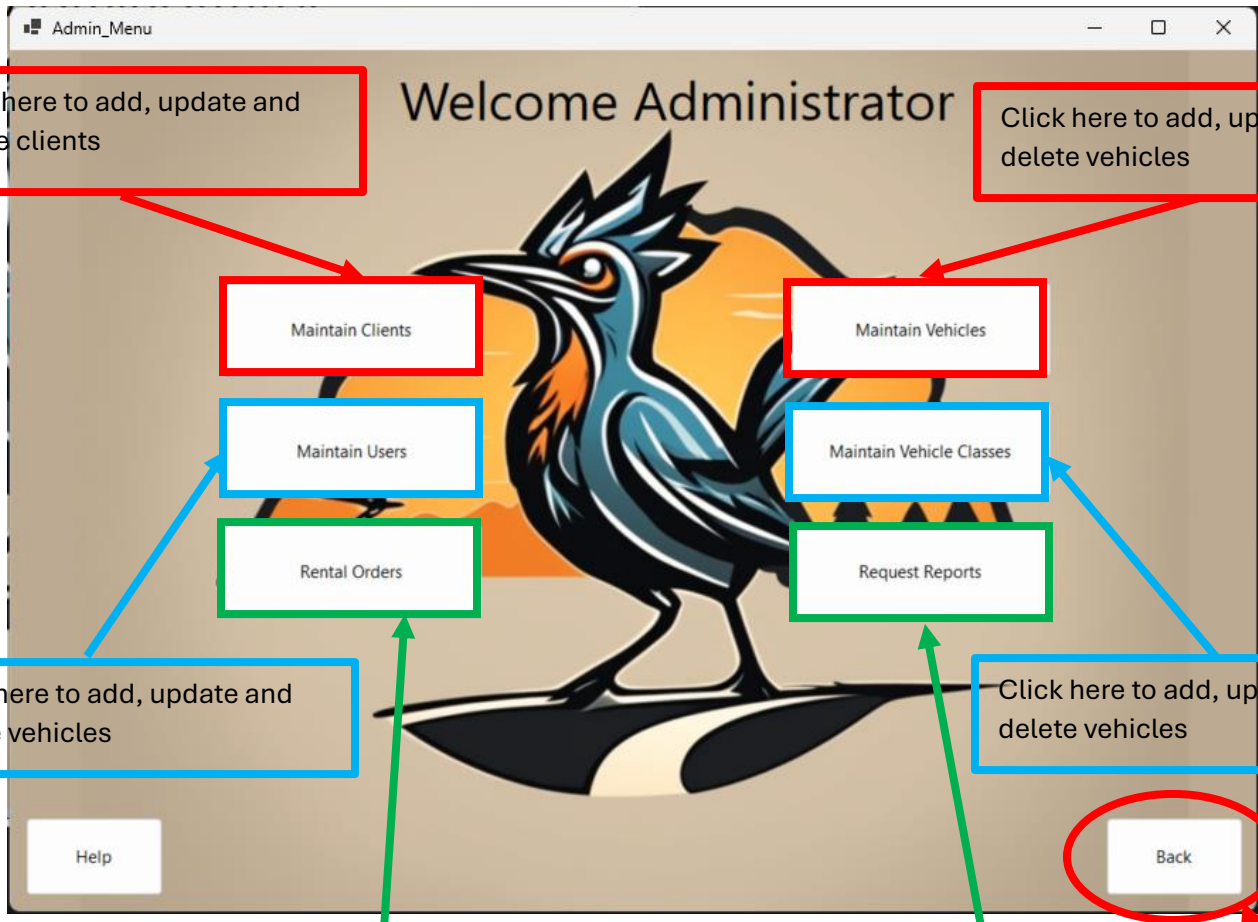 Admin_Menu
here to add, update and
clients
Welcome Administrator
Click here to add, up
delete vehicles
Maintain Clients
Maintain Vehicles
Maintain Users
Maintain Vehicle Classes
Rental Orders
Request Reports
here to add, update and
vehicles
Click here to add, up
delete vehicles
Help
Back